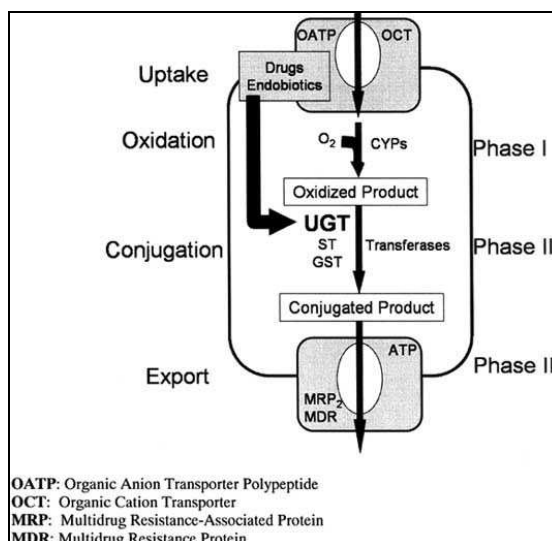 OATP OCT
Drugs
Endobiotics
Uptake
Oxidation
O2 CYPs
Phase I
Oxidized Product
UGT
ST
GST
Transferases
Conjugation
Phase II
Conjugated Product
ATP
Export
Phase II
MRP2
MDR
OATP: Organic Anion Transporter Polypeptide
OCT: Organic Cation Transporter
MRP: Multidrug Resistance-Associated Protein
MDR: Multidrug Resistance Protein